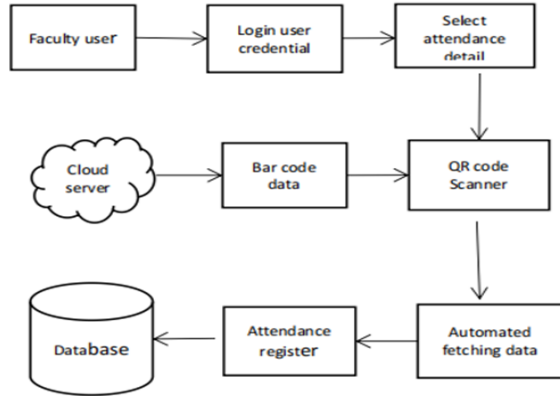 Faculty user
Login user
credential
Select
attendance
detail
Cloud
server
Bar code
data
QR code
Scanner
Database
Attendance
register
Automated
fetching data